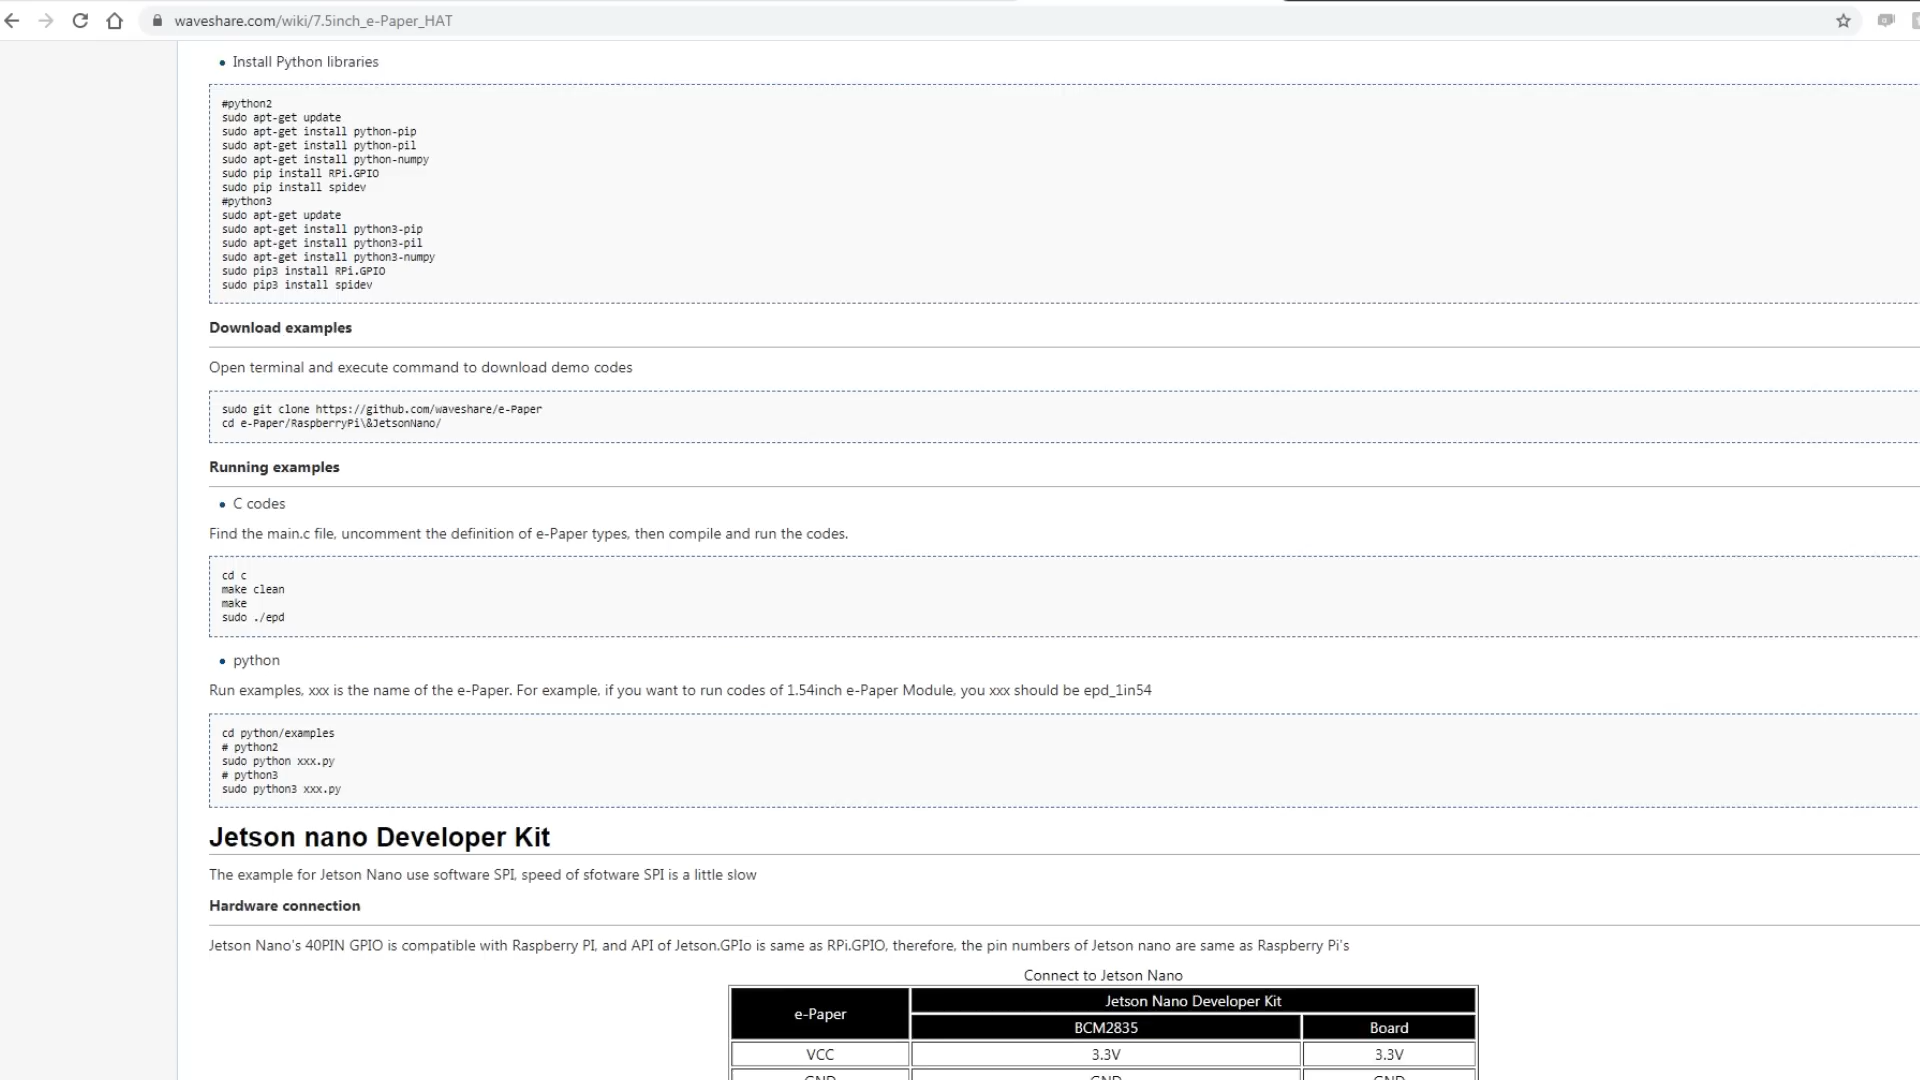 waveshare.com/wiki/7.5inch_e-Paper_HAT
Install Python libraries
#python2
sudo apt-get update
sudo apt-get install python-pip
sudo apt-get install python-pil
sudo apt-get install python-numpy
sudo pip install RPi.GPIO
sudo pip install spidev
#python3
sudo apt-get update
sudo apt-get install python3-pip
sudo apt-get install python3-pil
sudo apt-get install python3-numpy
sudo pip3 install RPi.GPIO
sudo pip3 install spidev
Download examples
Open terminal and execute command to download demo codes
sudo git clone https://github.com/waveshare/e-Paper
cd e-Paper/RaspberryPi\&JetsonNano/
Running examples
C codes
Find the main.c file, uncomment the definition of e-Paper types, then compile and run the codes.
cd c
make clean
make
sudo ./epd
python
Run examples, xxx is the name of the e-Paper. For example, if you want to run codes of 1.54inch e-Paper Module, you xxx should be epd_1in54
cd python/examples
# python2
sudo python xxx.py
# python3
sudo python3 xxx.py
Jetson nano Developer Kit
The example for Jetson Nano use software SPI, speed of sfotware SPI is a little slow
Hardware connection
Jetson Nano's 40PIN GPIO is compatible with Raspberry PI, and API of Jetson.GPIo is same as RPi.GPIO, therefore, the pin numbers of Jetson nano are same as Raspberry Pi's
Connect to Jetson Nano
e-Paper Jetson Nano Developer Kit
BCM2835 Board
VCC 3.3V 3.3V
GND GND GND